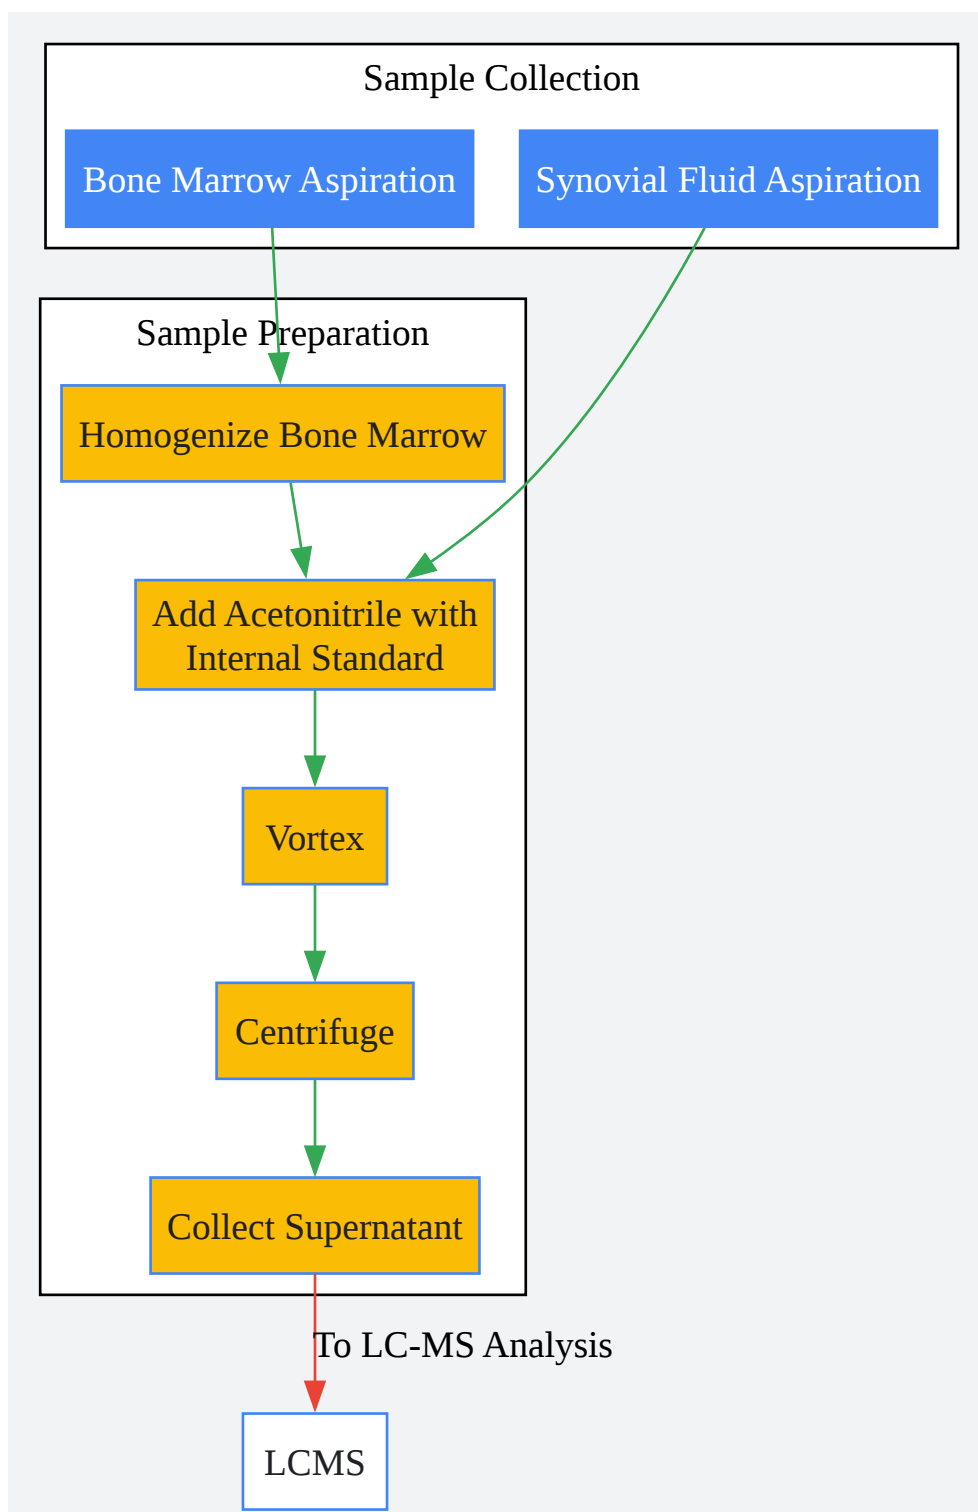 Sample Collection
Bone Marrow Aspiration
Synovial Fluid Aspiration
Sample Preparation
Homogenize Bone Marrow
Add Acetonitrile with
Internal Standard
Vortex
Centrifuge
Collect Supernatant
To LC-MS Analysis
LCMS